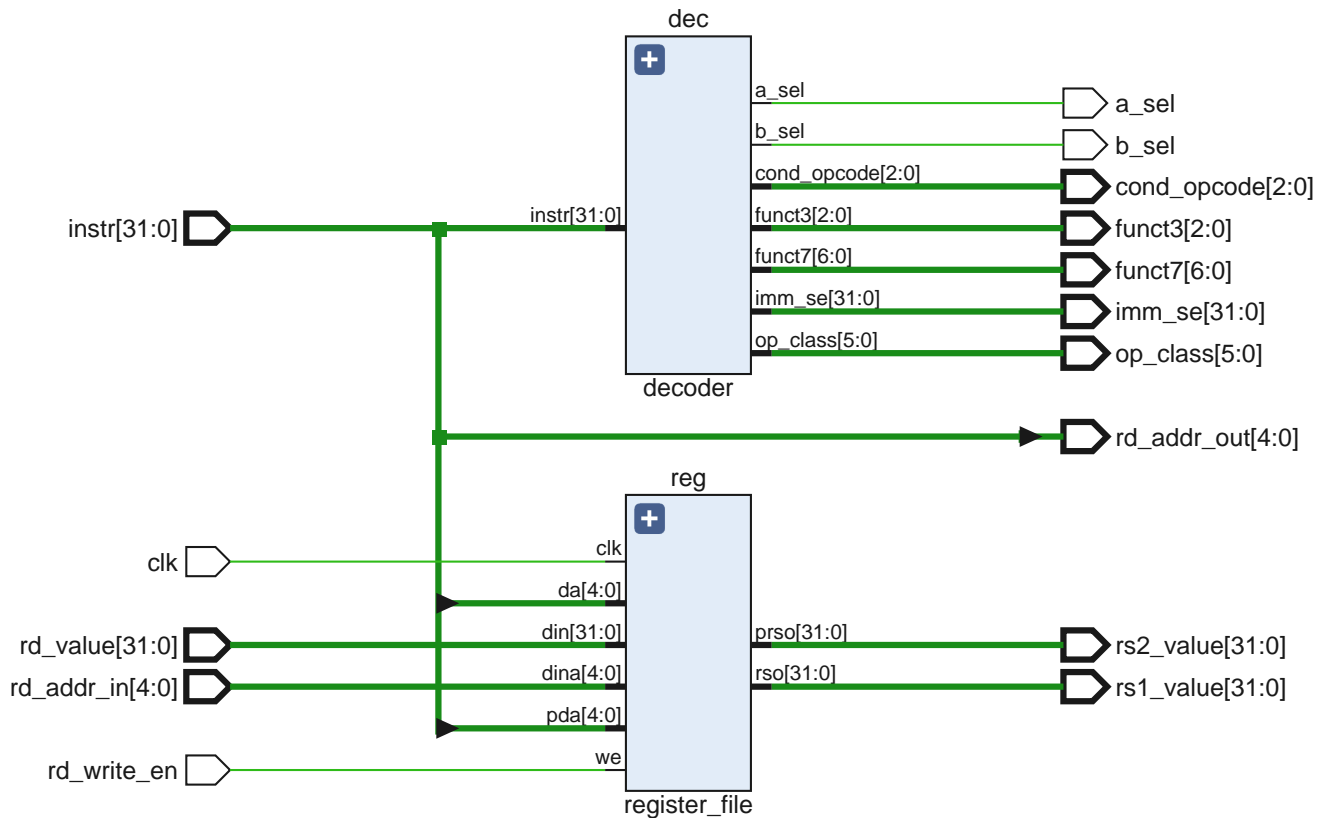 dec
a_sel
a_sel
b_sel
b_sel
cond_opcode[2:0]
cond_opcode[2:0]
instr[31:0]
instr[31:0]
funct3[2:0]
funct3[2:0]
funct7[6:0]
funct7[6:0]
imm_se[31:0]
imm_se[31:0]
op_class[5:0]
op_class[5:0]
decoder
rd_addr_out[4:0]
reg
clk
clk
da[4:0]
rd_value[31:0]
din[31:0]
prso[31:0]
rs2_value[31:0]
rd_addr_in[4:0]
dina[4:0]
rso[31:0]
rs1_value[31:0]
pda[4:0]
rd_write_en
we
register_file